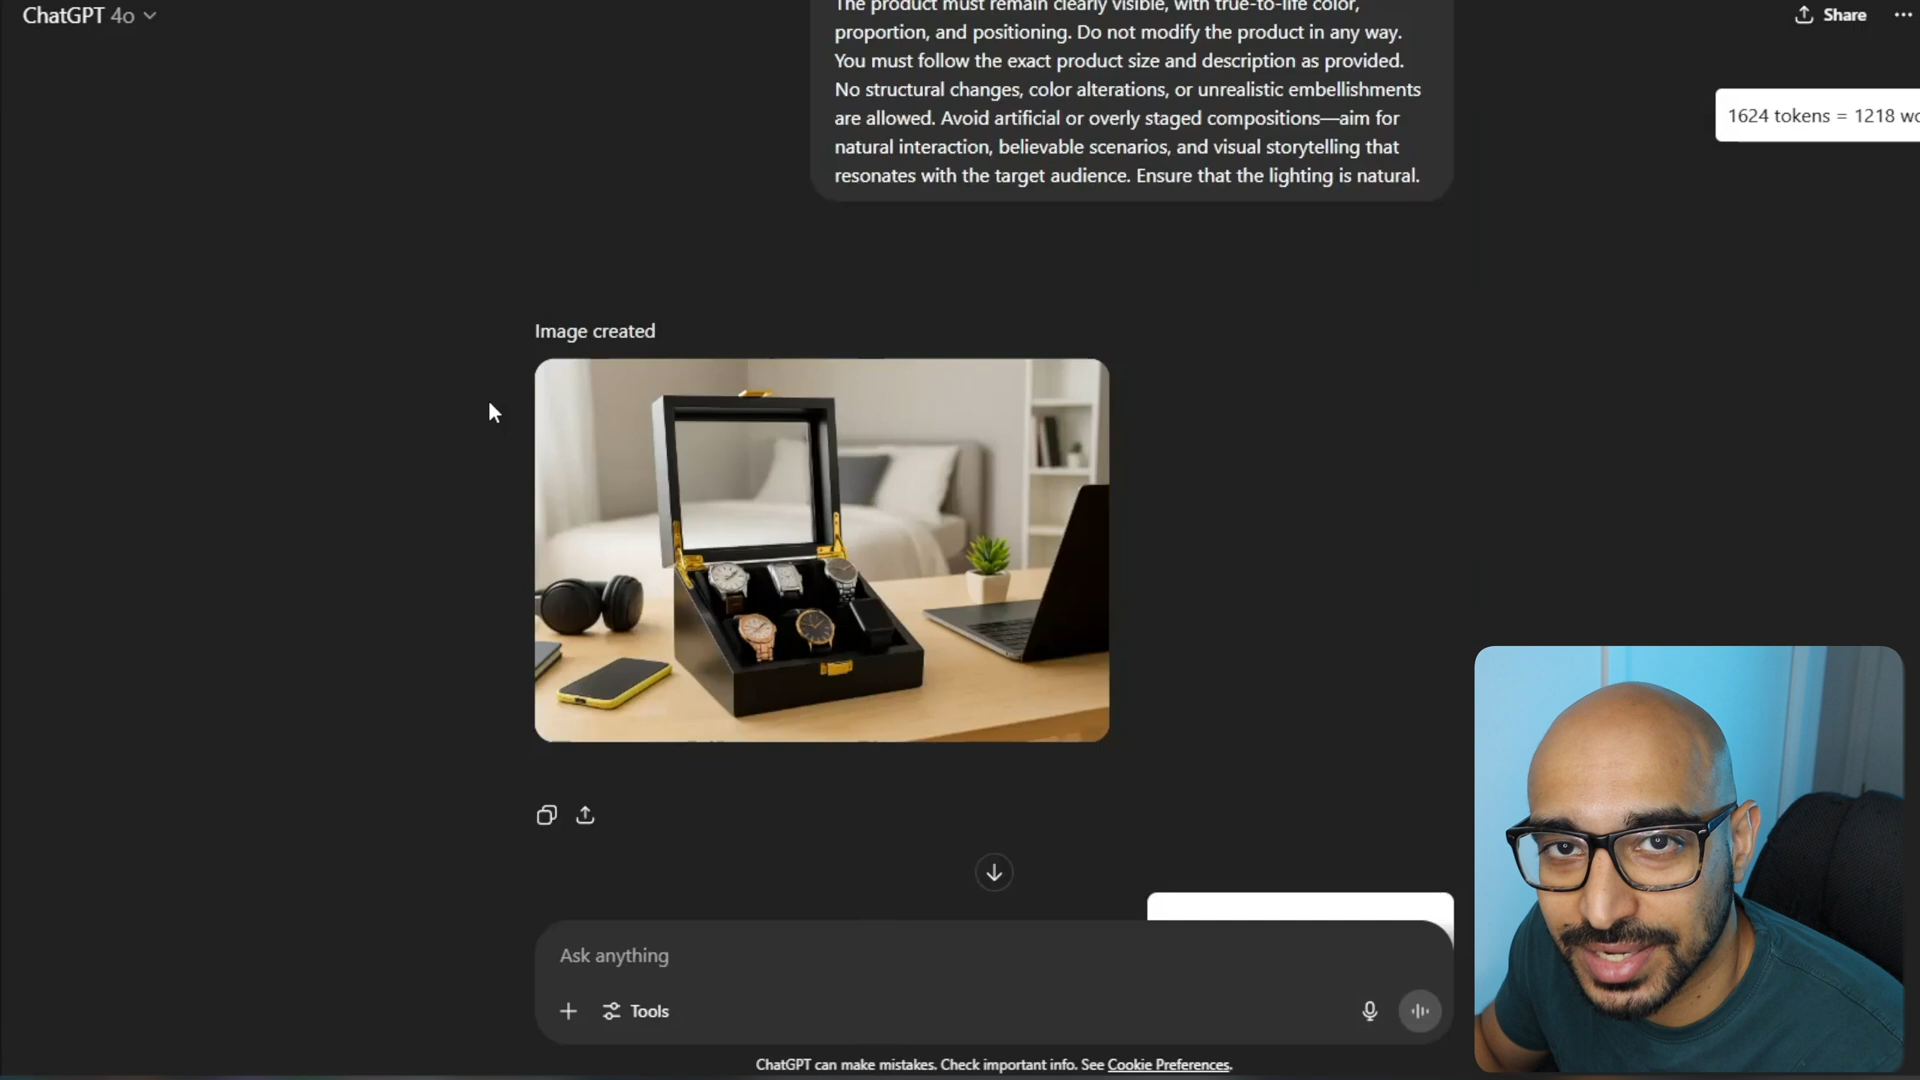 ChatGPT 4o
Share
The product must remain clearly visible, with true-to-life color,
proportion, and positioning. Do not modify the product in any way.
You must follow the exact product size and description as provided.
No structural changes, color alterations, or unrealistic embellishments
are allowed. Avoid artificial or overly staged compositions—aim for
natural interaction, believable scenarios, and visual storytelling that
resonates with the target audience. Ensure that the lighting is natural.
1624 tokens = 1218 wo
Image created
Ask anything
Tools
ChatGPT can make mistakes. Check important info. See Cookie Preferences.